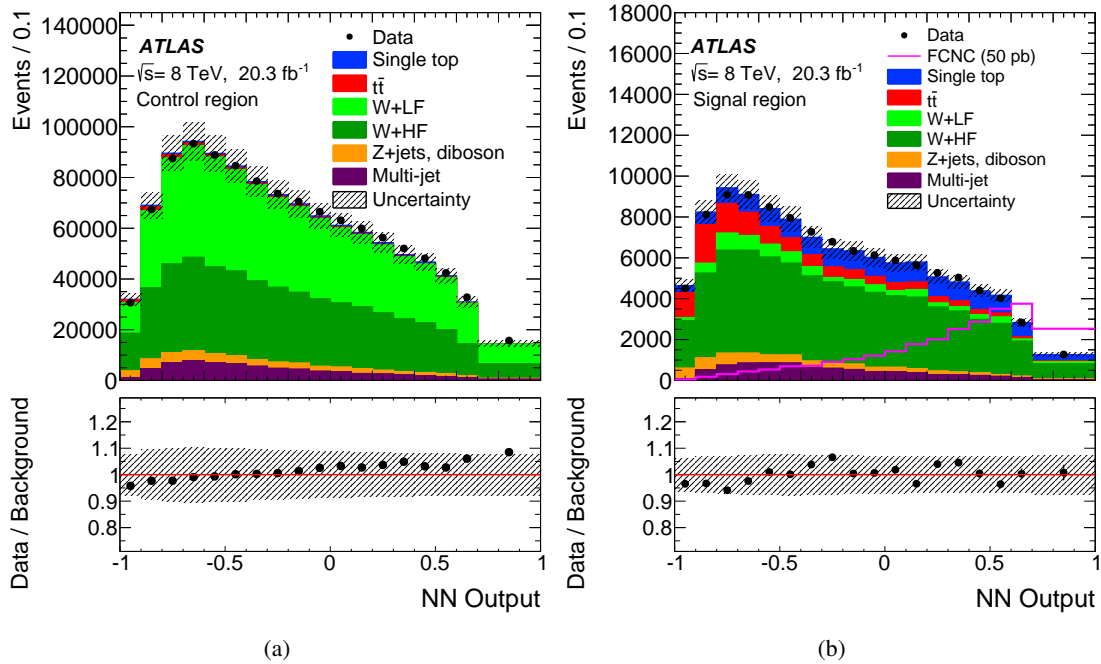 Events / 0.1
140000
120000
100000
80000
60000
40000
20000
0
ATLAS
√s= 8 TeV, 20.3 fb⁻¹
Control region
Data
Single top
tt̄
W+LF
W+HF
Z+jets, diboson
Multi-jet
Uncertainty
Data / Background
1.2
1.1
1
0.9
0.8
-1 -0.5 0 0.5 1
NN Output
(a)
Events / 0.1
18000
16000
14000
12000
10000
8000
6000
4000
2000
0
ATLAS
√s= 8 TeV, 20.3 fb⁻¹
Signal region
Data
FCNC (50 pb)
Single top
tt̄
W+LF
W+HF
Z+jets, diboson
Multi-jet
Uncertainty
Data / Background
1.2
1.1
1
0.9
0.8
-1 -0.5 0 0.5 1
NN Output
(b)